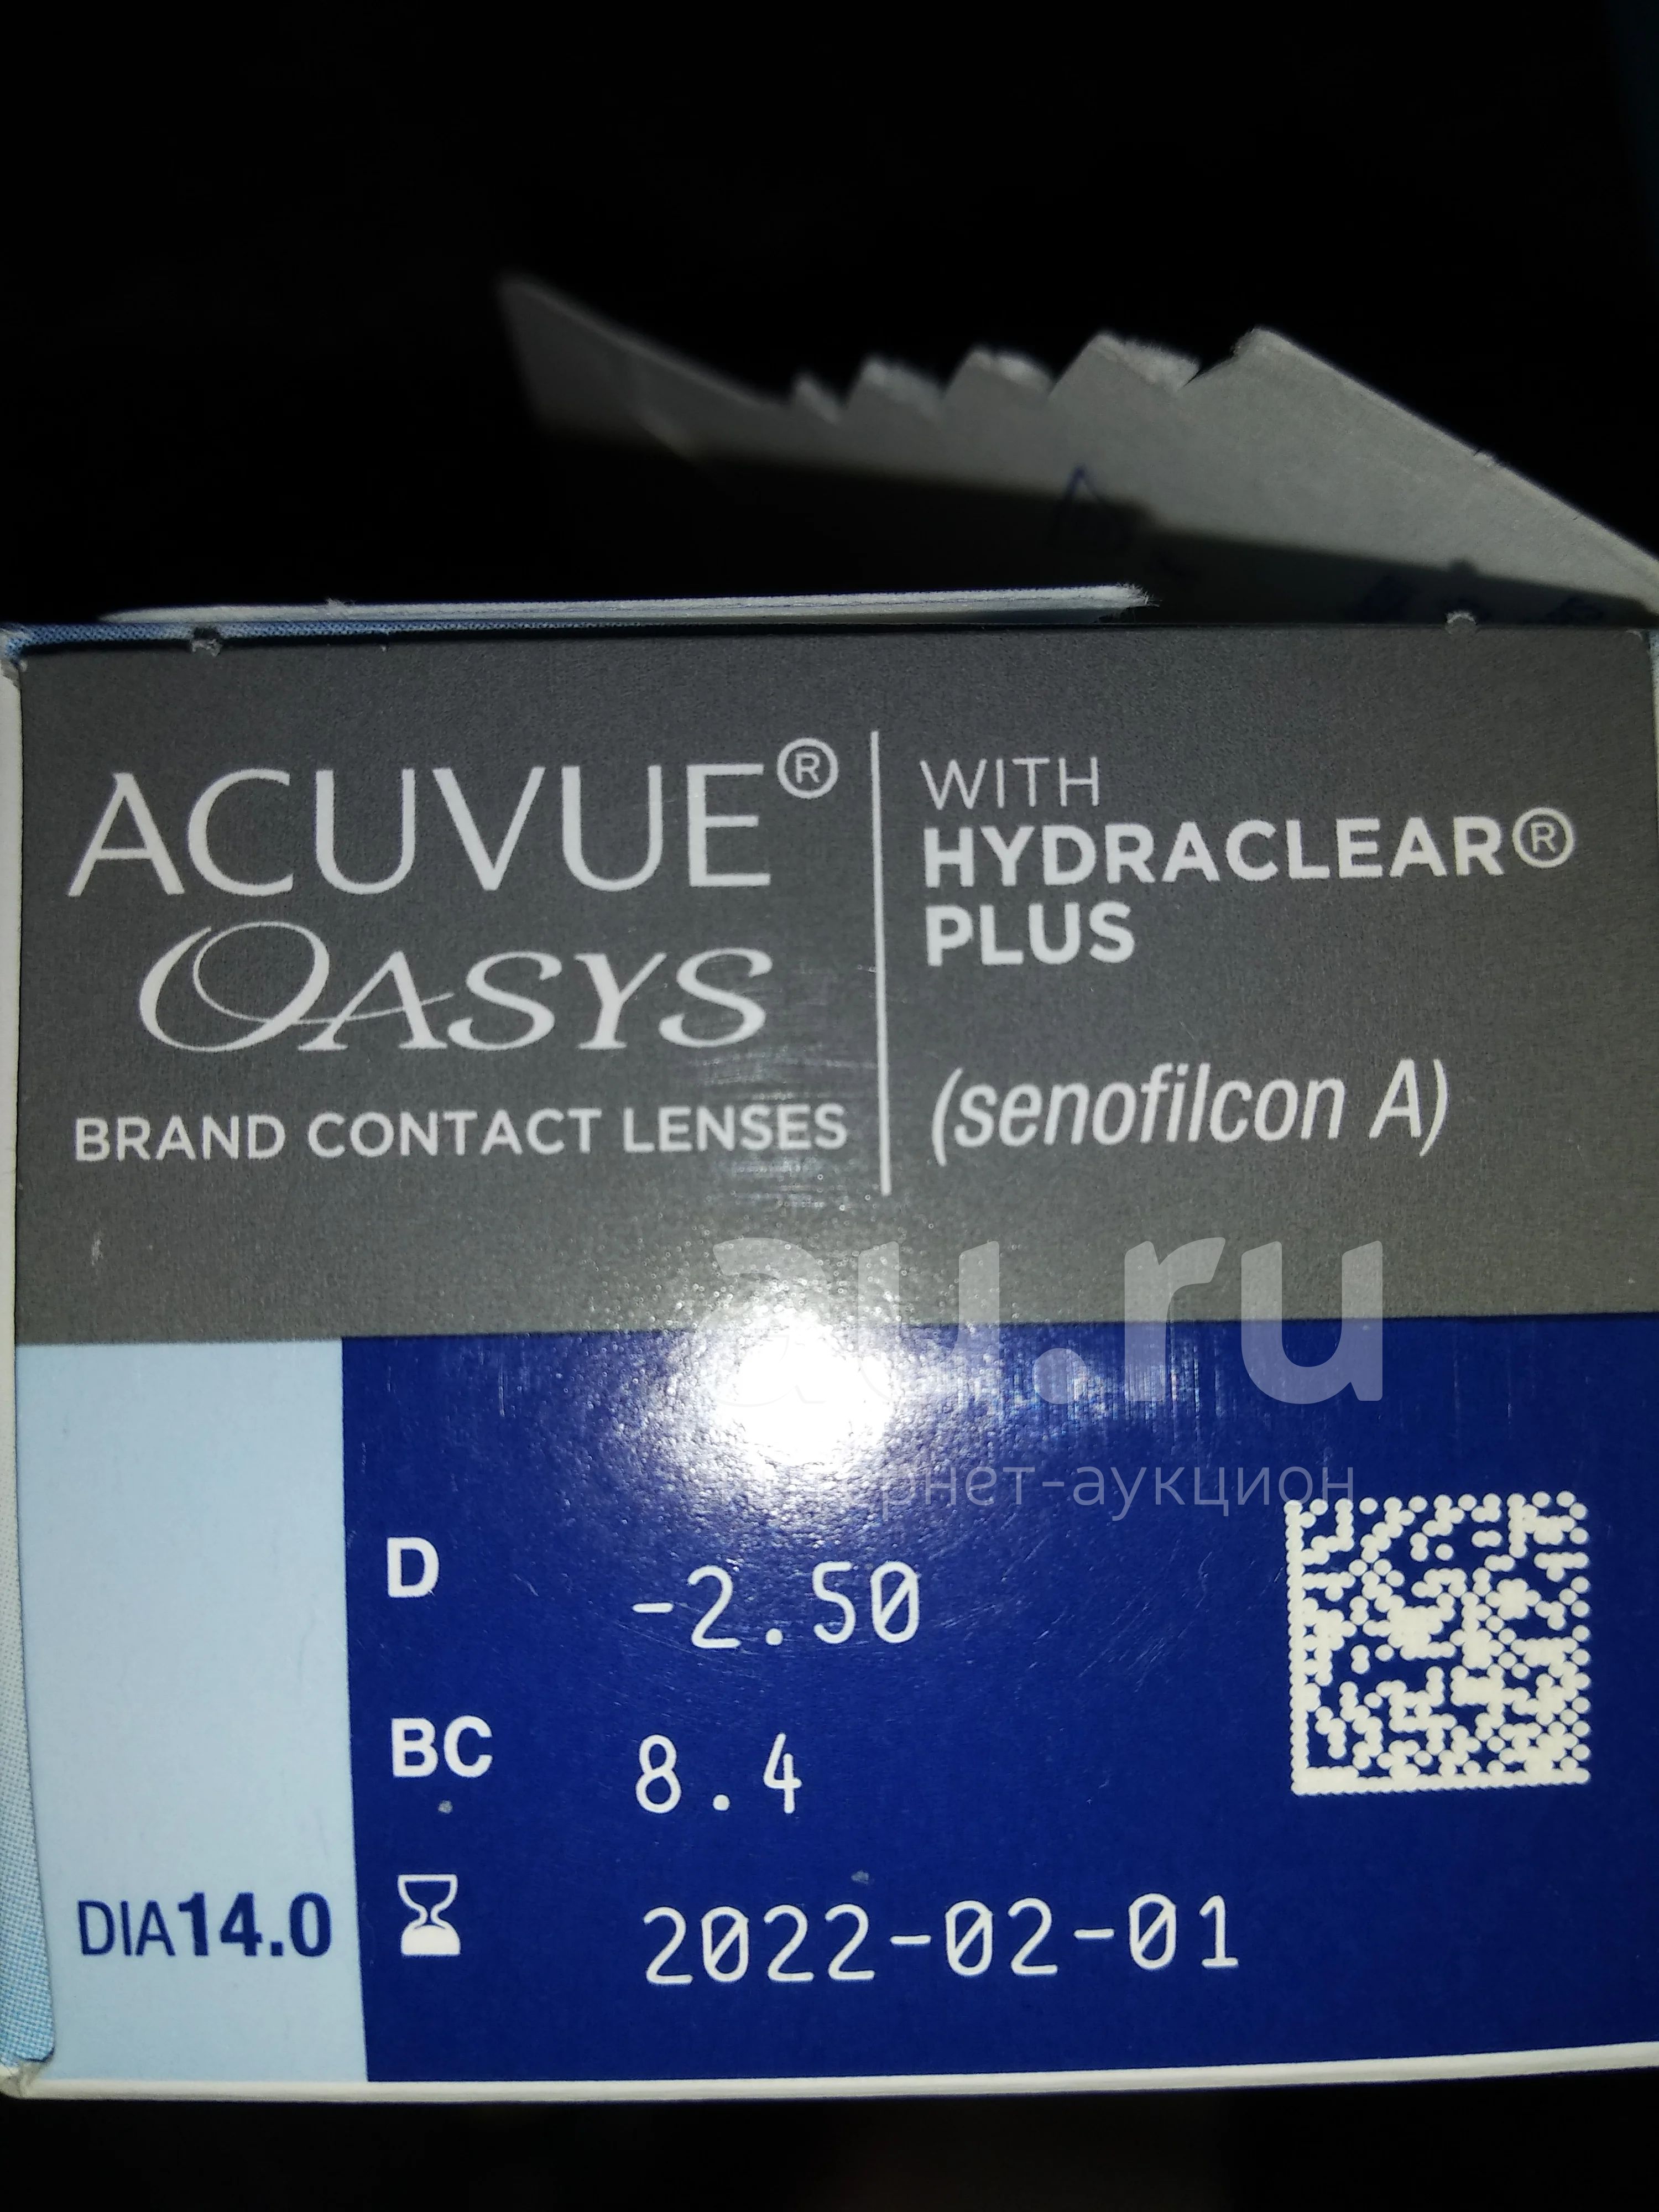 ACUVUE®
OASYS
BRAND CONTACT LENSES
WITH
HYDRACLEAR®
PLUS
(senofilcon A)
au.ru
D -2.50
BC 8.4
DIA14.0
2022-02-01